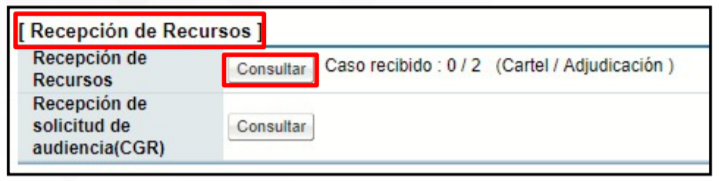 [ Recepción de Recursos ]
Recepción de
Recursos
Consultar Caso recibido : 0 / 2 (Cartel / Adjudicación )
Recepción de
solicitud de
audiencia(CGR)
Consultar